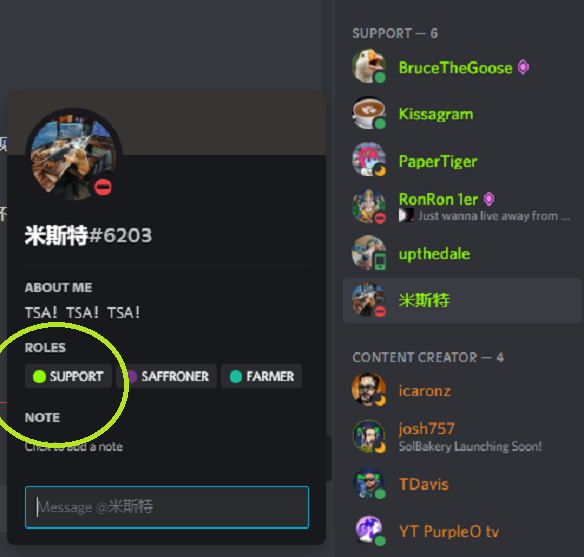 米斯特#6203
ABOUT ME
TSA! TSA! TSA!
ROLES
SUPPORT
SAFFRONER
FARMER
NOTE
Click to add a note
Message @米斯特
SUPPORT — 6
BruceTheGoose
Kissagram
PaperTiger
RonRon 1er
Just wanna live away from ...
upthedale
米斯特
CONTENT CREATOR — 4
icaronz
josh757
SolBakery Launching Soon!
TDavis
YT PurpleO tv